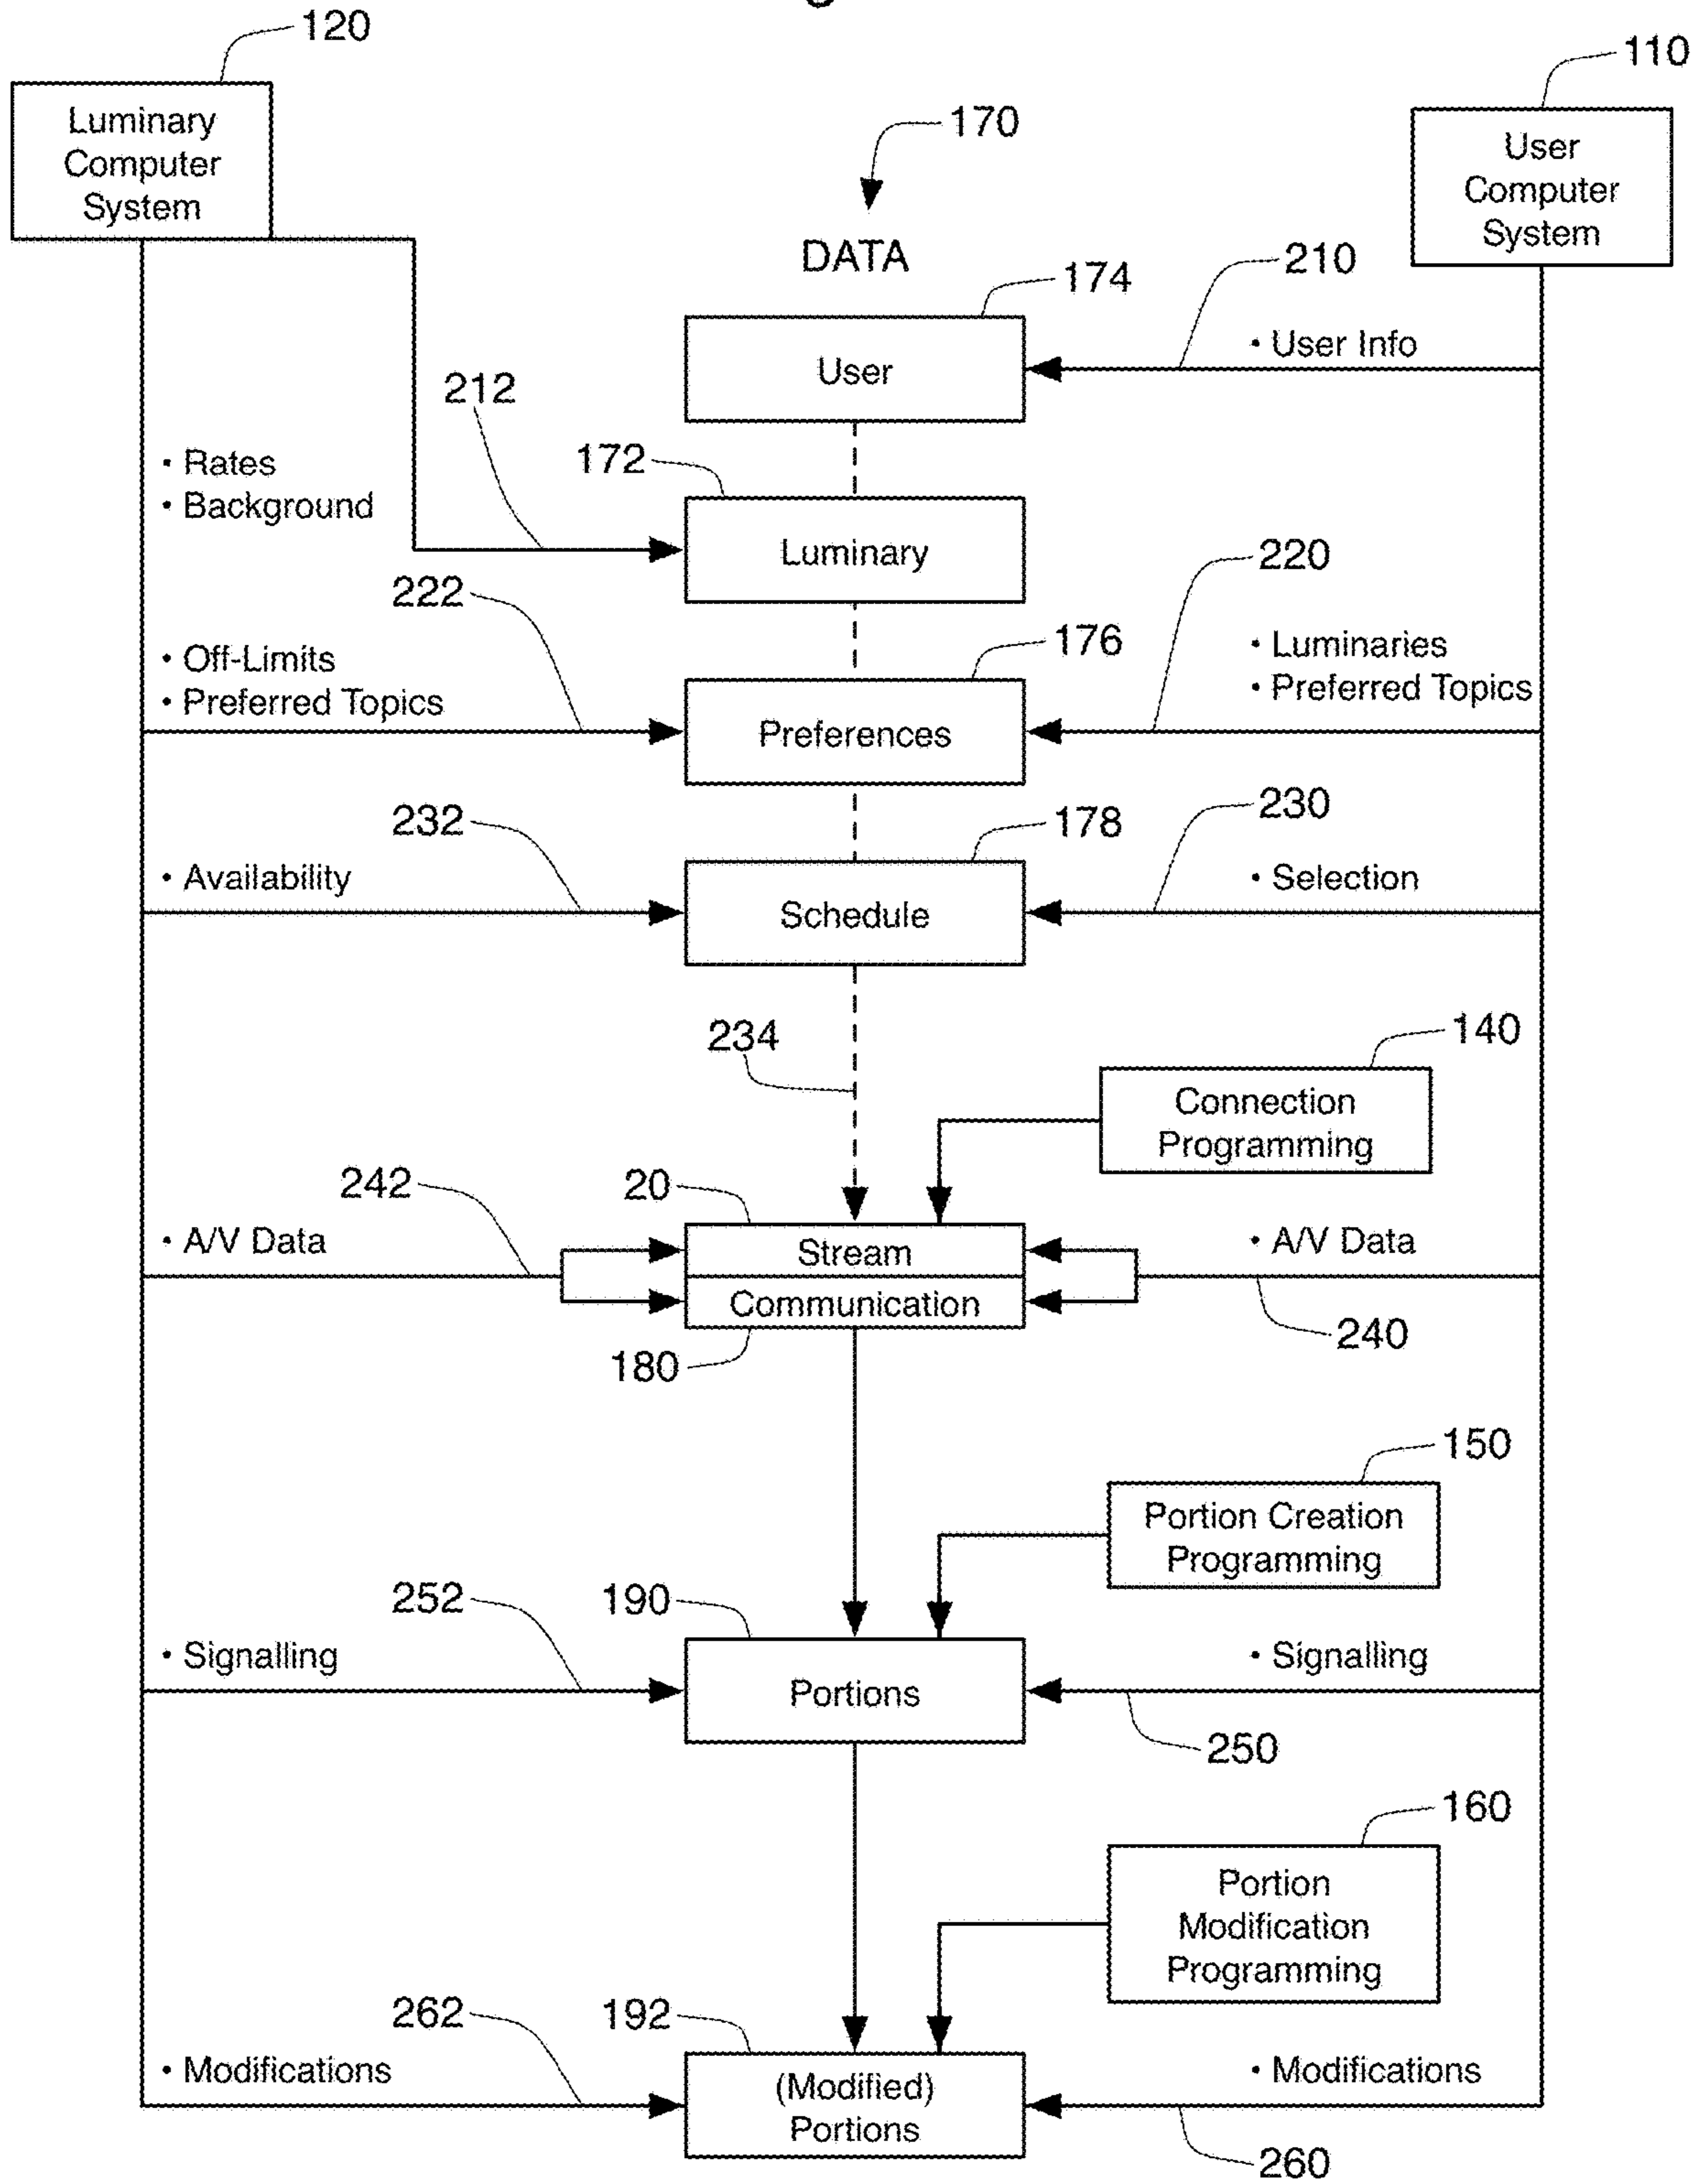 120
110
Luminary
Computer
System
170
User
Computer
System
DATA
174
210
User
• User Info
212
172
• Rates
• Background
Luminary
222
220
176
• Off-Limits
• Preferred Topics
• Luminaries
• Preferred Topics
Preferences
232
178
230
• Availability
Schedule
• Selection
234
140
Connection
Programming
242
20
• A/V Data
Stream
• A/V Data
Communication
180
240
150
Portion Creation
Programming
252
190
• Signalling
• Signalling
Portions
250
160
Portion
Modification
Programming
262
192
• Modifications
(Modified)
Portions
• Modifications
260